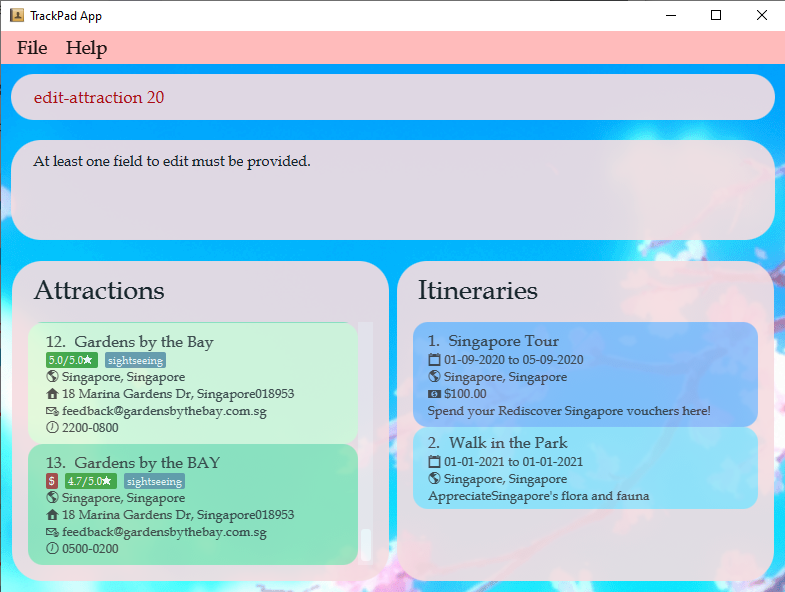 TrackPad App
File Help
edit-attraction 20
At least one field to edit must be provided.
Attractions
12. Gardens by the Bay
5.0/5.0★ sightseeing
Singapore, Singapore
18 Marina Gardens Dr, Singapore018953
feedback@gardensbythebay.com.sg
2200-0800
13. Gardens by the BAY
$ 4.7/5.0★ sightseeing
Singapore, Singapore
18 Marina Gardens Dr, Singapore018953
feedback@gardensbythebay.com.sg
0500-0200
Itineraries
1. Singapore Tour
01-09-2020 to 05-09-2020
Singapore, Singapore
$100.00
Spend your Rediscover Singapore vouchers here!
2. Walk in the Park
01-01-2021 to 01-01-2021
Singapore, Singapore
AppreciateSingapore's flora and fauna